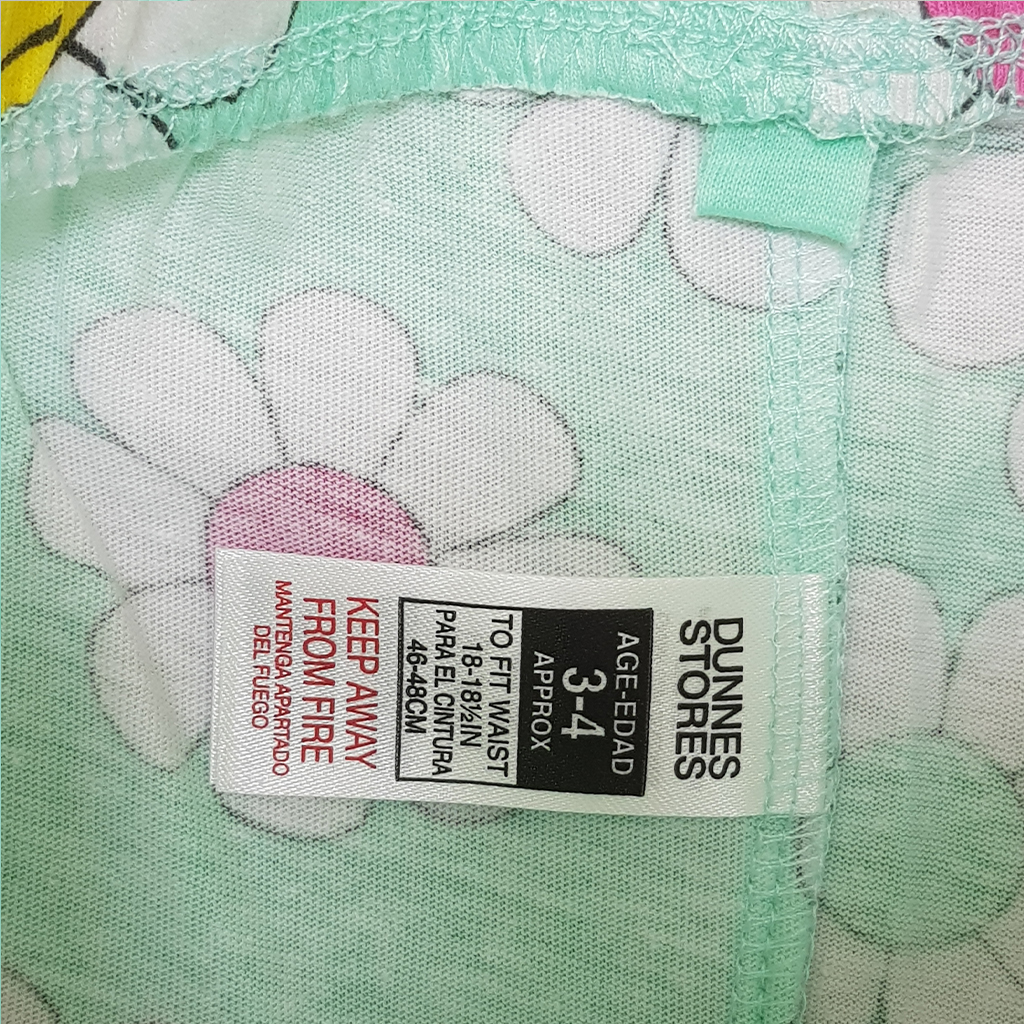 DUNNES
STORES
AGE-EDAD
3-4
APPROX
TO FIT WAIST
18-18½IN
PARA EL CINTURA
46-48CM
KEEP AWAY
FROM FIRE
MANTENGA APARTADO
DEL FUEGO